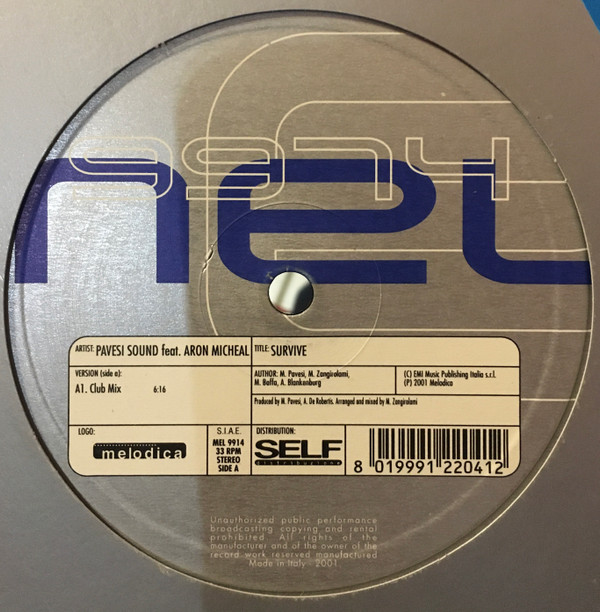 9914
mel
ARTIST: PAVESI SOUND feat. ARON MICHEAL
TITLE: SURVIVE
VERSION (side a):
A1. Club Mix 6:16
AUTHOR: M. Pavesi, M. Zangirolami,
M. Boffa, A. Blankenburg
(C) EMI Music Publishing Italia s.r.l.
(P) 2001 Melodica
Produced by M. Pavesi, A. De Robertis. Arranged and mixed by M. Zangirolami
LOGO:
melodica
S.I.A.E.
MEL 9914
33 RPM
STEREO
SIDE A
DISTRIBUTION:
SELF
distribuzione
8 019991 220412
Unauthorized public performance
broadcasting copying and rental
prohibited. All rights of the
manufacturer and of the owner of the
record work reserved manufactured
Made in Italy - 2001